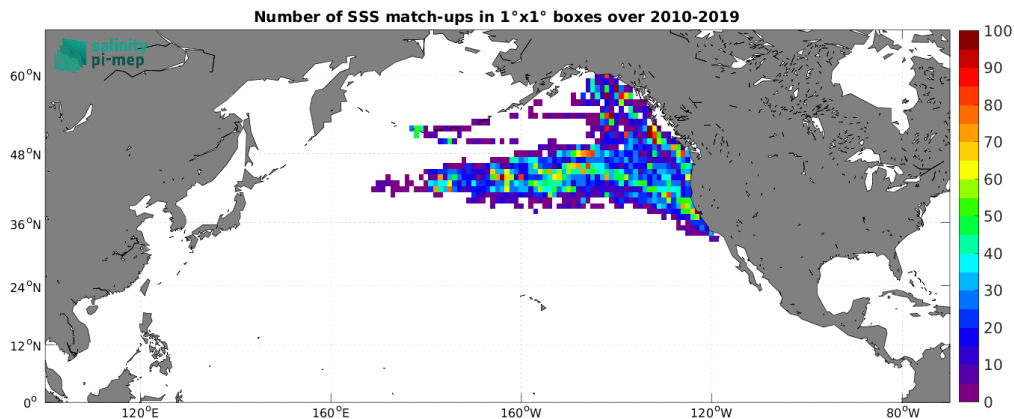 Number of SSS match-ups in 1°x1° boxes over 2010-2019
salinity
pi-mep
60°N
48°N
36°N
24°N
12°N
0°
120°E
160°E
160°W
120°W
80°W
100
90
80
70
60
50
40
30
20
10
0